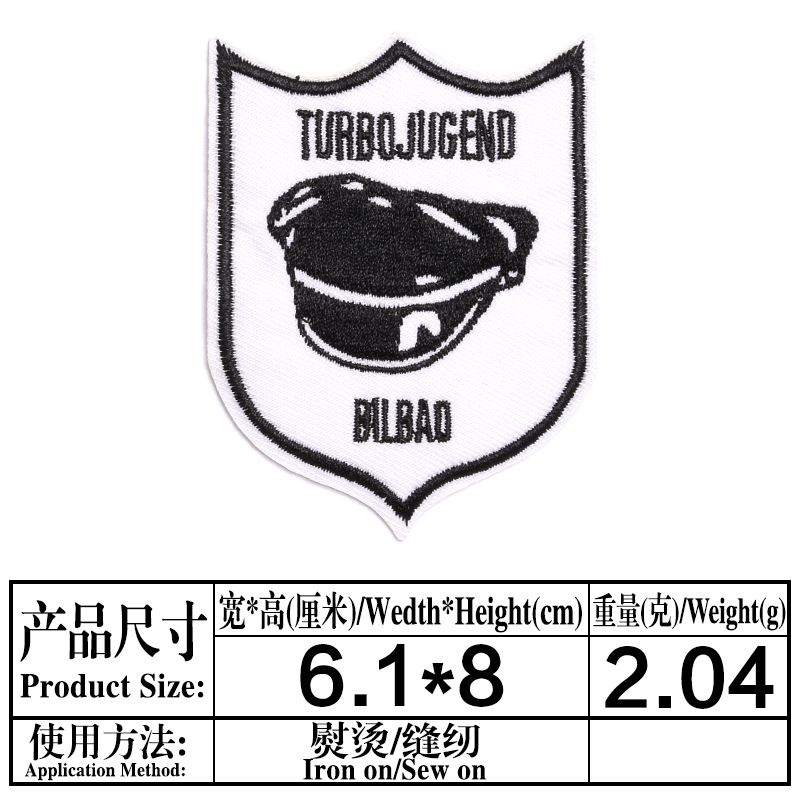 TURBOJUGEND
BILBAO
产品尺寸
Product Size:
宽*高(厘米)/Wedth*Height(cm)
重量(克)/Weight(g)
6.1*8
2.04
使用方法:
Application Method:
熨烫/缝纫
Iron on/Sew on